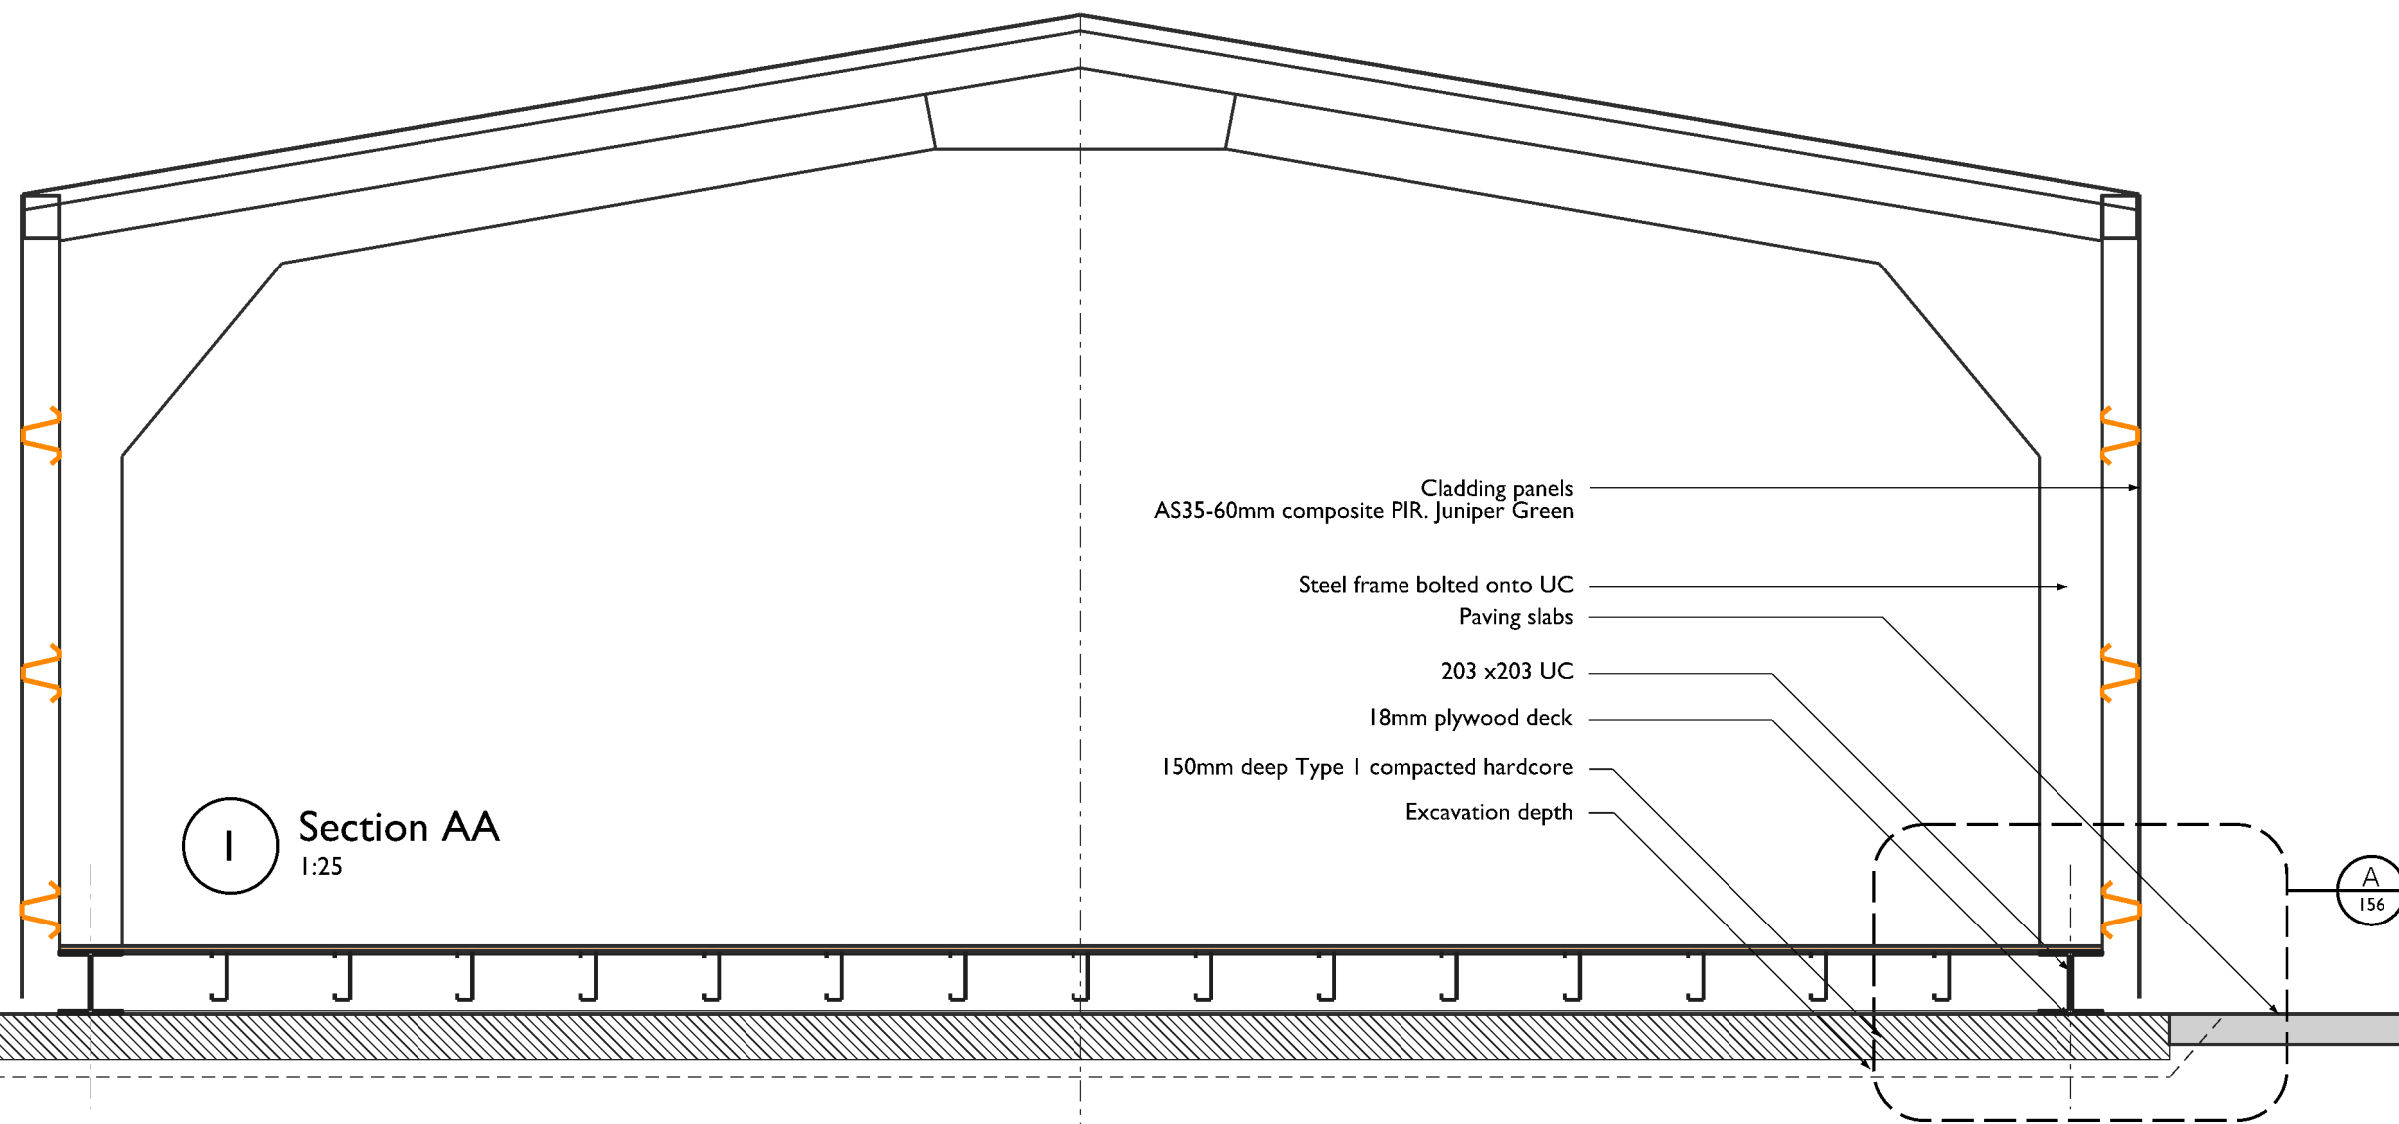 Cladding panels
AS35-60mm composite PIR. Juniper Green
Steel frame bolted onto UC
Paving slabs
203 x203 UC
18mm plywood deck
150mm deep Type 1 compacted hardcore
Excavation depth
1
Section AA
1:25
A
156